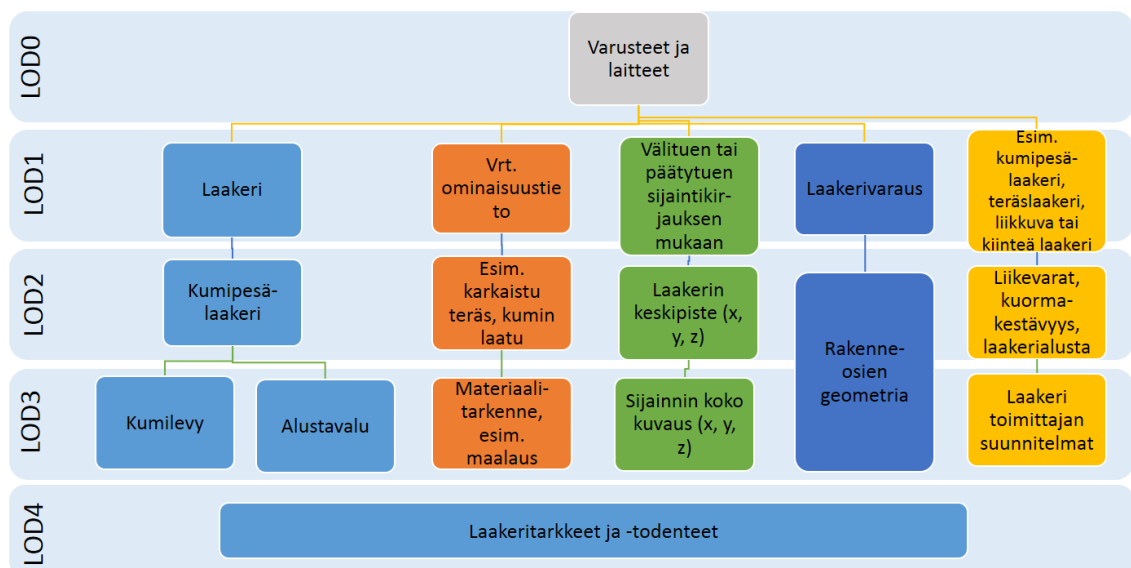 LOD0
Varusteet ja
laitteet
LOD1
Laakeri
Vrt.
ominaisuustie
to
Välituen tai
päätytuen
sijaintikir-
jauksen
mukaan
Laakerivaraus
Esim.
kumipesä-
laakeri,
teräslaakeri,
liikkuva tai
kiinteä laakeri
LOD2
Kumipesä-
laakeri
Esim.
karkaistu
teräs, kumin
laatu
Laakerin
keskipiste (x,
y, z)
Rakenne-
osien
geometria
Liikevarat,
kuorma-
kestävyys,
laakerialusta
LOD3
Kumilevy
Alustavalu
Materiaali-
tarkenne,
esim.
maalaus
Sijainnin koko
kuvaus (x, y,
z)
Laakeri
toimittajan
suunnitelmat
LOD4
Laakeritarkkeet ja -todenteet